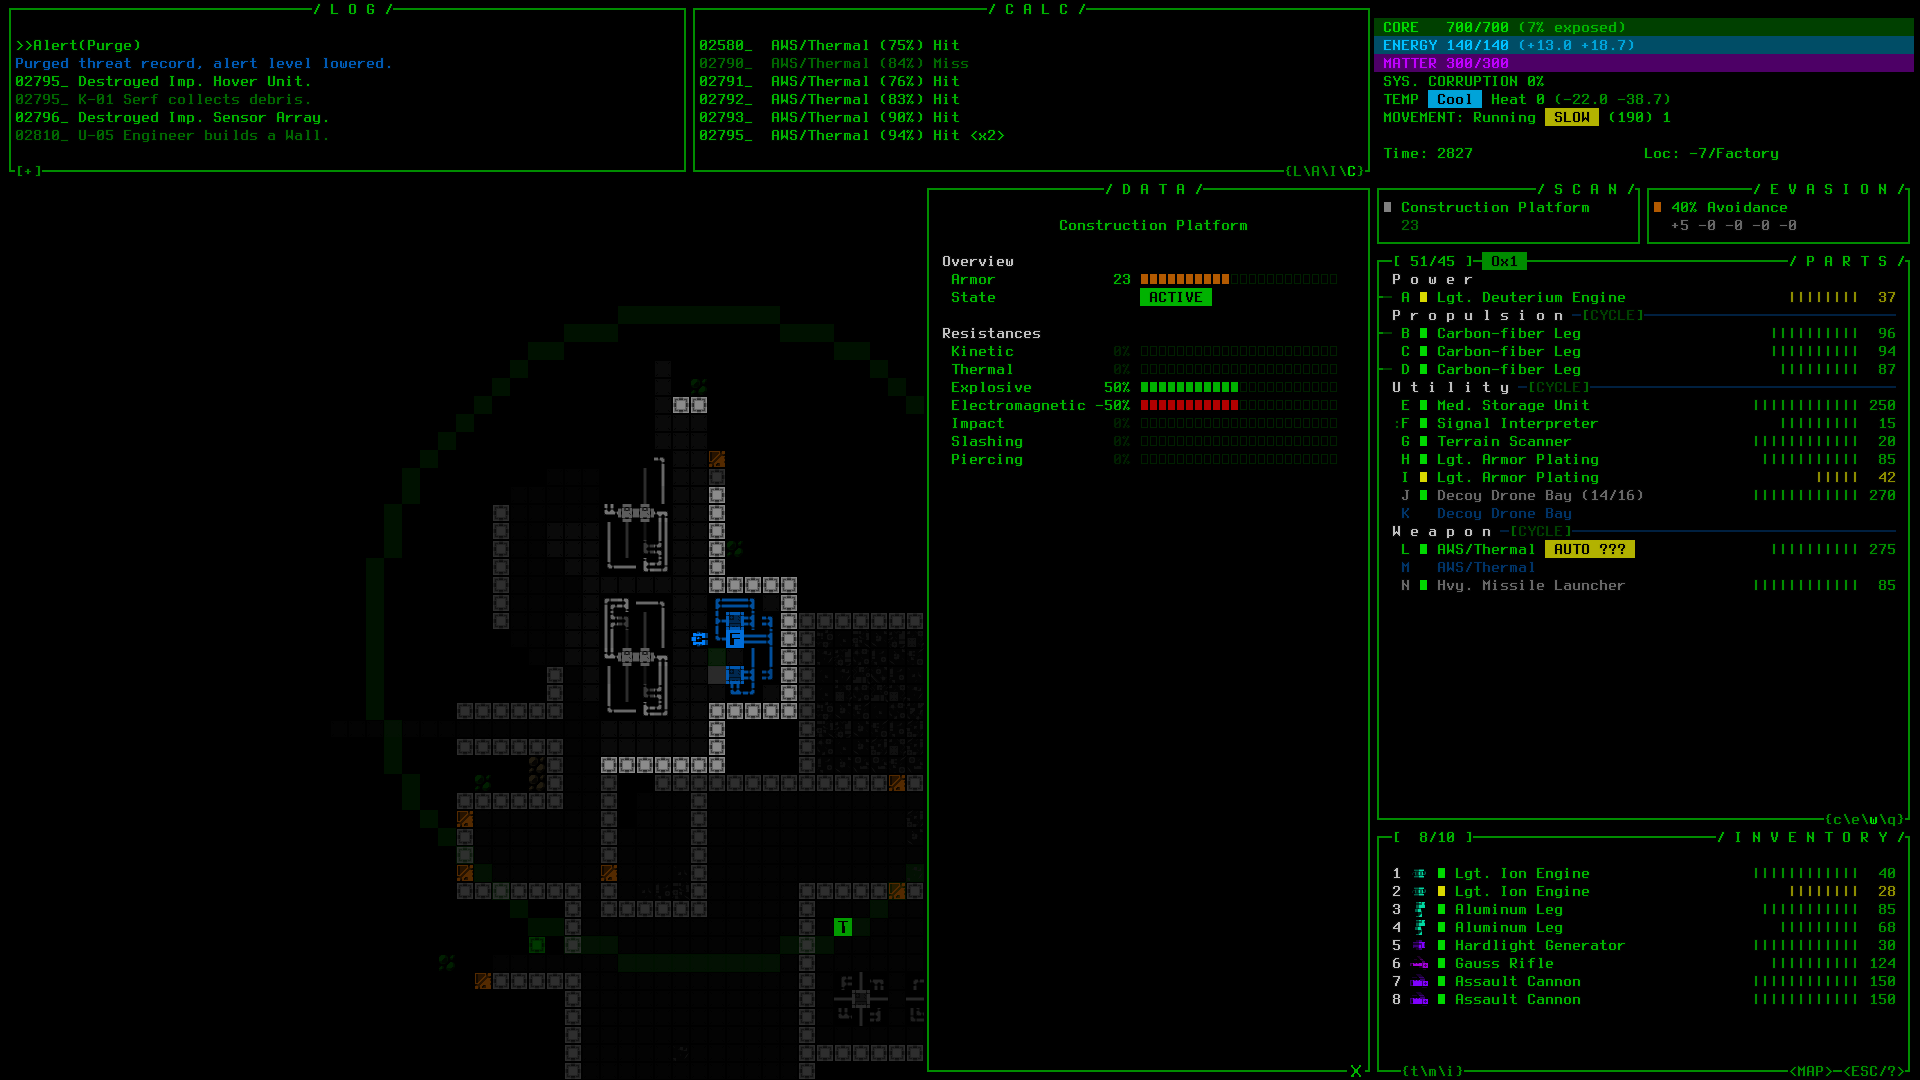 / L O G /
>>Alert(Purge)
Purged threat record, alert level lowered.
02795_ Destroyed Imp. Hover Unit.
02795_ K-01 Serf collects debris.
02796_ Destroyed Imp. Sensor Array.
02810_ U-05 Engineer builds a Wall.
[+]
/ C A L C /
02580_ AWS/Thermal (75%) Hit
02790_ AWS/Thermal (84%) Miss
02791_ AWS/Thermal (76%) Hit
02792_ AWS/Thermal (83%) Hit
02793_ AWS/Thermal (90%) Hit
02795_ AWS/Thermal (94%) Hit <x2>
{L\A\I\C}
CORE 700/700 (7% exposed)
ENERGY 140/140 (+13.0 +18.7)
MATTER 300/300
SYS. CORRUPTION 0%
TEMP Cool Heat 0 (-22.0 -38.7)
MOVEMENT: Running SLOW (190) 1
Time: 2827 Loc: -7/Factory
/ D A T A /
Construction Platform
Overview
Armor 23
State ACTIVE
Resistances
Kinetic 0%
Thermal 0%
Explosive 50%
Electromagnetic -50%
Impact 0%
Slashing 0%
Piercing 0%
X
/ S C A N /
Construction Platform
23
/ E V A S I O N /
40% Avoidance
+5 -0 -0 -0 -0
[ 51/45 ] 0x1 / P A R T S /
P o w e r
A Lgt. Deuterium Engine 37
P r o p u l s i o n [CYCLE]
B Carbon-fiber Leg 96
C Carbon-fiber Leg 94
D Carbon-fiber Leg 87
U t i l i t y [CYCLE]
E Med. Storage Unit 250
:F Signal Interpreter 15
G Terrain Scanner 20
H Lgt. Armor Plating 85
I Lgt. Armor Plating 42
J Decoy Drone Bay (14/16) 270
K Decoy Drone Bay
W e a p o n [CYCLE]
L AWS/Thermal AUTO ??? 275
M AWS/Thermal
N Hvy. Missile Launcher 85
{c\e\w\q}
[ 8/10 ] / I N V E N T O R Y /
1 Lgt. Ion Engine 40
2 Lgt. Ion Engine 28
3 Aluminum Leg 85
4 Aluminum Leg 68
5 Hardlight Generator 30
6 Gauss Rifle 124
7 Assault Cannon 150
8 Assault Cannon 150
{t\m\i} <MAP> <ESC/?>
F
T